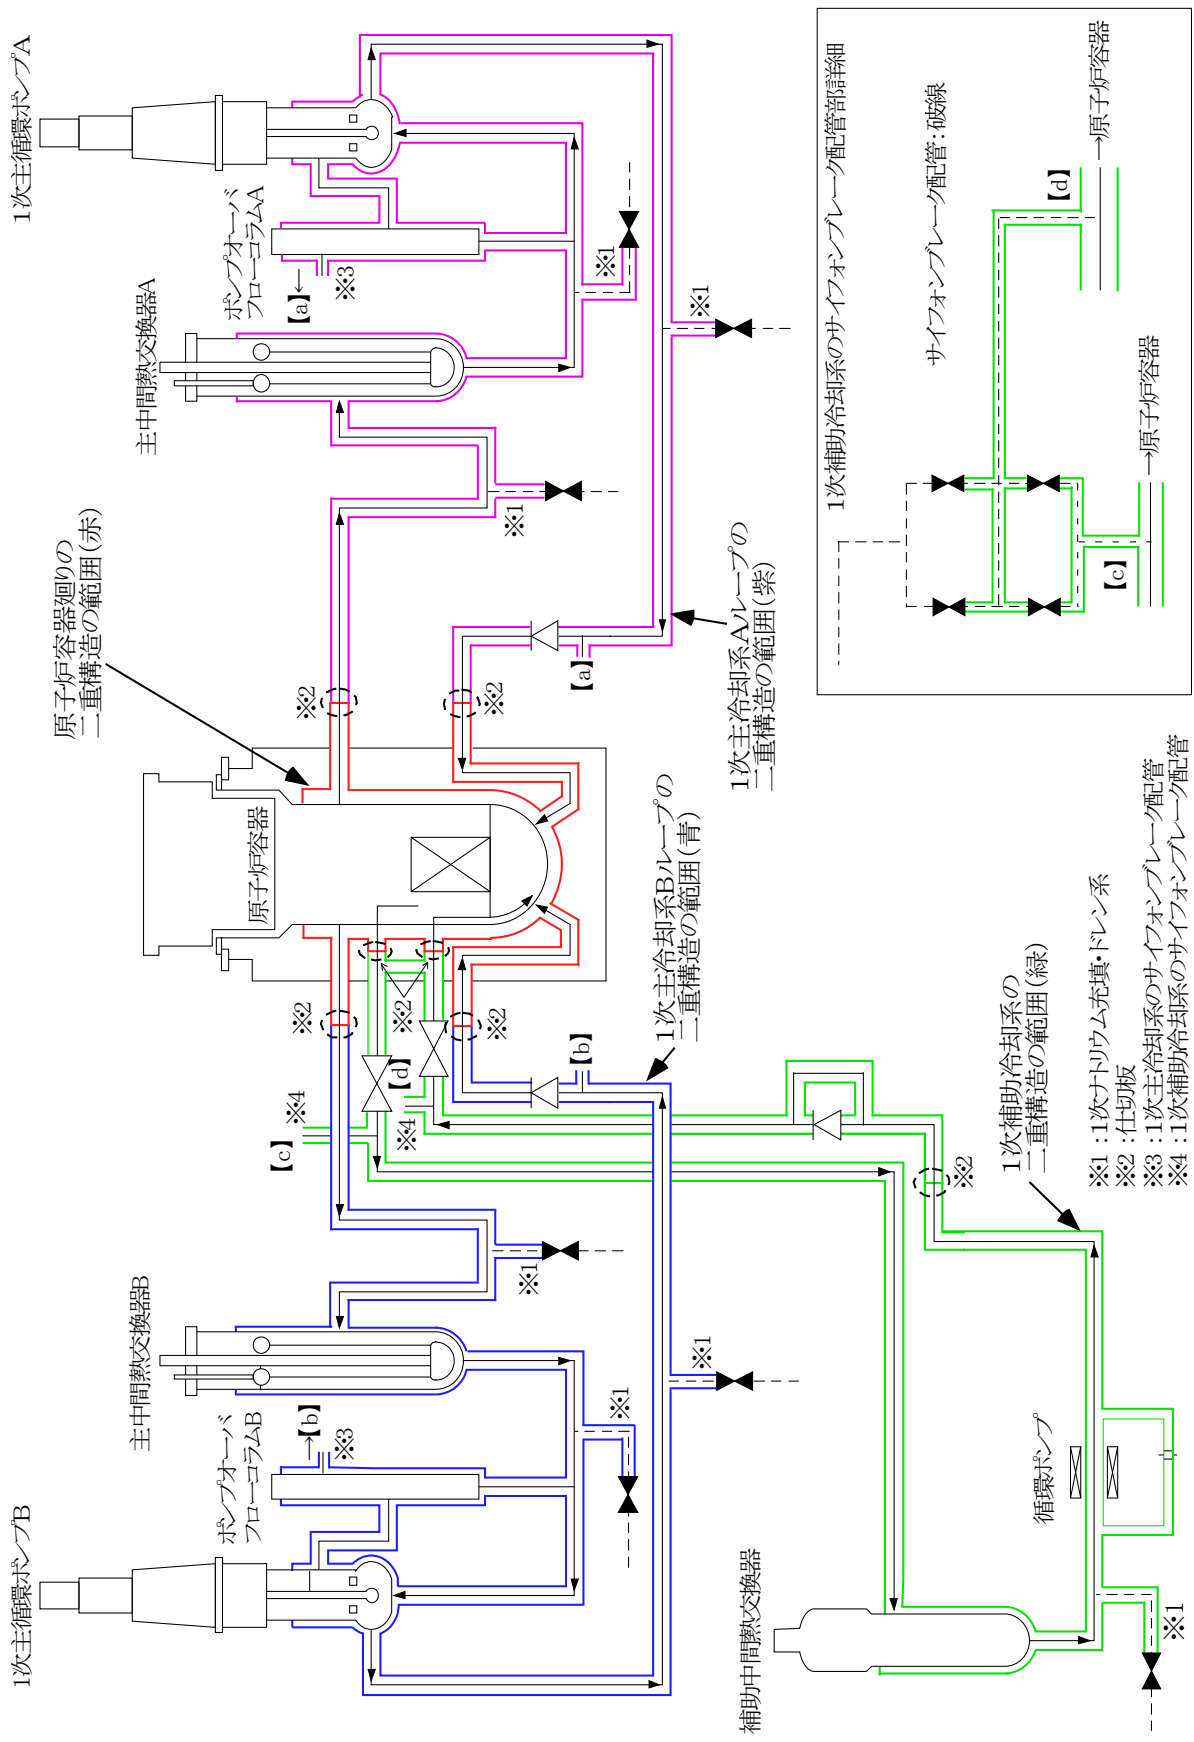 1次主循環ポンプB
1次主循環ポンプA
ポンプオーバ
フローコラムB
→【b】
※3
主中間熱交換器B
主中間熱交換器A
ポンプオーバ
フローコラムA
【a】←
※3
原子炉容器廻りの
二重構造の範囲(赤)
原子炉容器
※1
※1
※1
【c】
※4
※4
【d】
※2
※2
※2
【b】
※2
※2
※1
※1
※1
【a】
1次主冷却系Bループの
二重構造の範囲(青)
1次主冷却系Aループの
二重構造の範囲(紫)
補助中間熱交換器
循環ポンプ
※1
※2
1次補助冷却系の
二重構造の範囲(緑)
※1:1次ナトリウム充填・ドレン系
※2:仕切板
※3:1次主冷却系のサイフォンブレーク配管
※4:1次補助冷却系のサイフォンブレーク配管
1次補助冷却系のサイフォンブレーク配管部詳細
サイフォンブレーク配管:破線
【d】
→原子炉容器
【c】
→原子炉容器